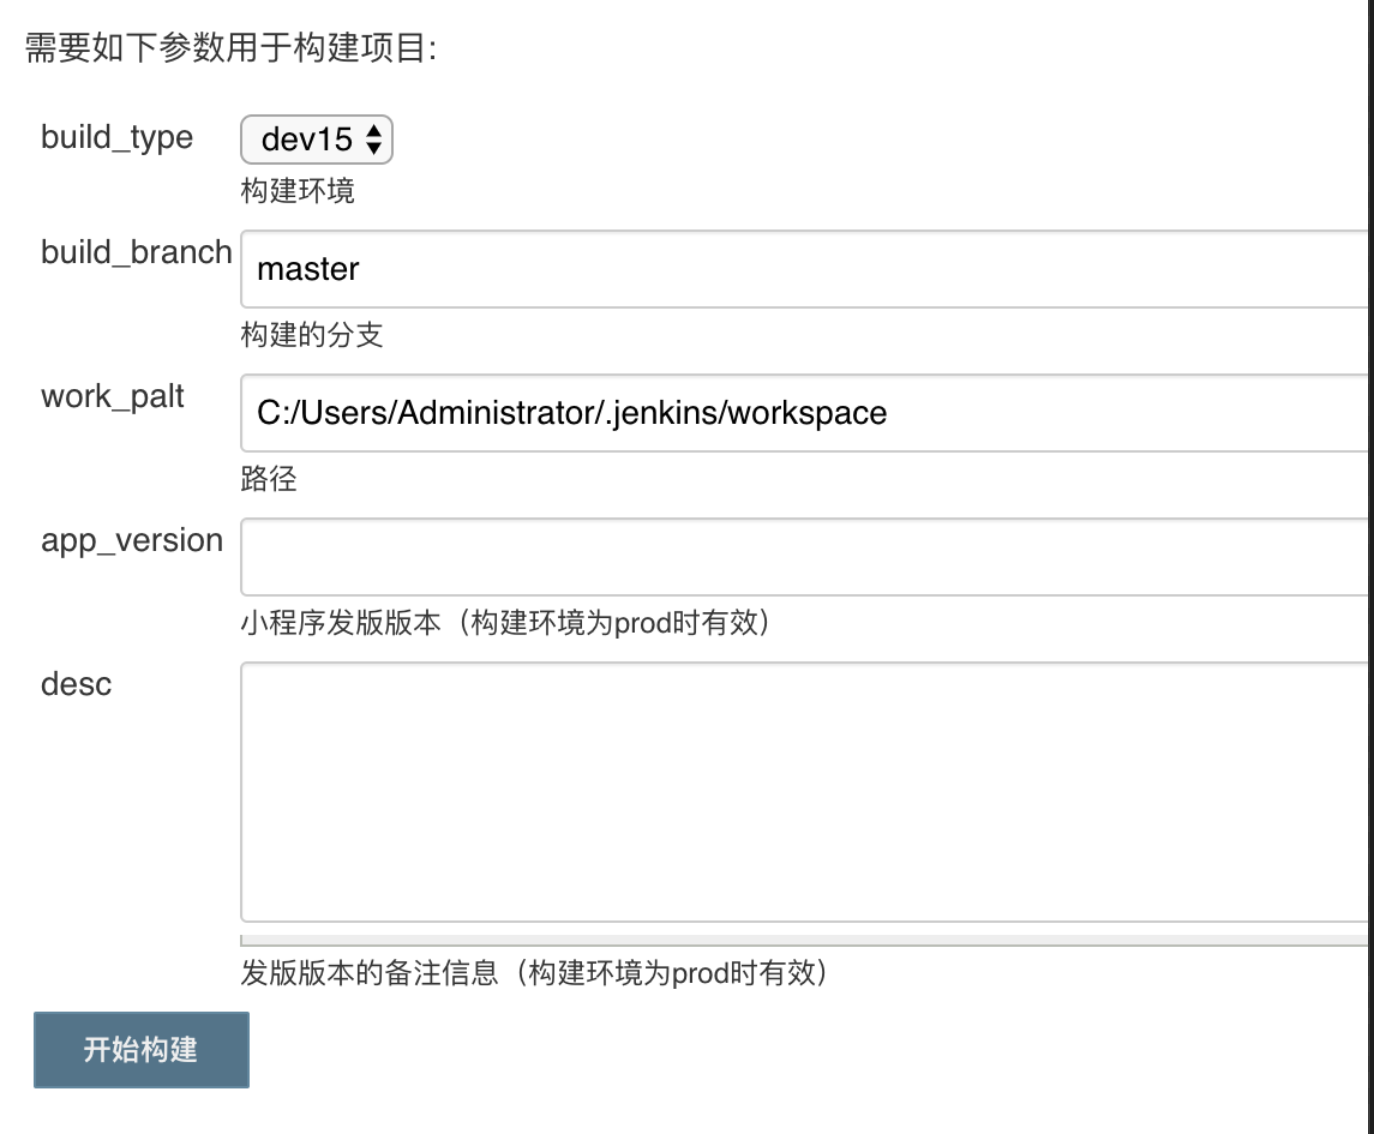 需要如下参数用于构建项目:
build_type
dev15
构建环境
build_branch
master
构建的分支
work_palt
C:/Users/Administrator/.jenkins/workspace
路径
app_version
小程序发版版本（构建环境为prod时有效）
desc
发版版本的备注信息（构建环境为prod时有效）
开始构建